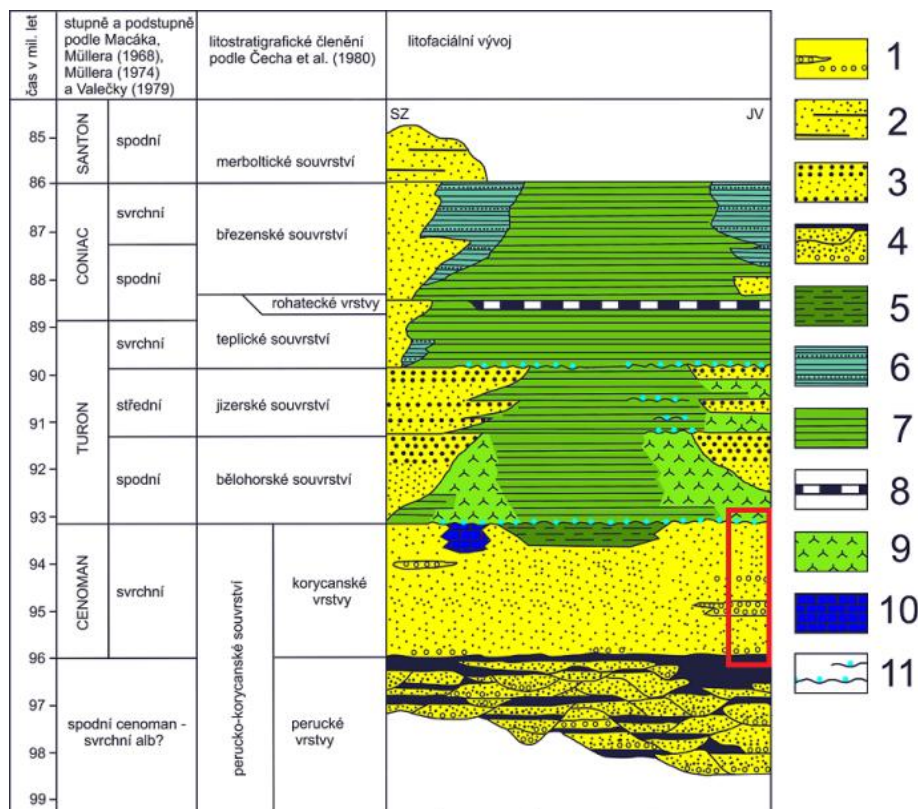 čas v mil. let
stupně a podstupně
podle Macáka,
Müllera (1968),
Müllera (1974)
a Valečky (1979)
litostratigrafické členění
podle Čecha et al. (1980)
litofaciální vývoj
SZ
JV
85
86
87
88
89
90
91
92
93
94
95
96
97
98
99
SANTON
spodní
merboltické souvrství
CONIAC
svrchní
březenské souvrství
spodní
rohatecké vrstvy
TURON
svrchní
teplické souvrství
střední
jizerské souvrství
spodní
bělohorské souvrství
CENOMAN
svrchní
perucko-korycanské souvrství
korycanské
vrstvy
spodní cenoman -
svrchní alb?
perucké
vrstvy
1
2
3
4
5
6
7
8
9
10
11